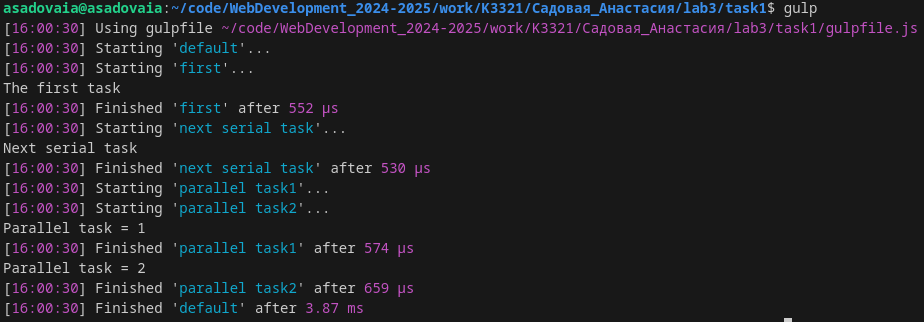 asadovaia@asadovaia:~/code/WebDevelopment_2024-2025/work/K3321/Садовая_Анастасия/lab3/task1$ gulp
[16:00:30] Using gulpfile ~/code/WebDevelopment_2024-2025/work/K3321/Садовая_Анастасия/lab3/task1/gulpfile.js
[16:00:30] Starting 'default'...
[16:00:30] Starting 'first'...
The first task
[16:00:30] Finished 'first' after 552 μs
[16:00:30] Starting 'next serial task'...
Next serial task
[16:00:30] Finished 'next serial task' after 530 μs
[16:00:30] Starting 'parallel task1'...
[16:00:30] Starting 'parallel task2'...
Parallel task = 1
[16:00:30] Finished 'parallel task1' after 574 μs
Parallel task = 2
[16:00:30] Finished 'parallel task2' after 659 μs
[16:00:30] Finished 'default' after 3.87 ms